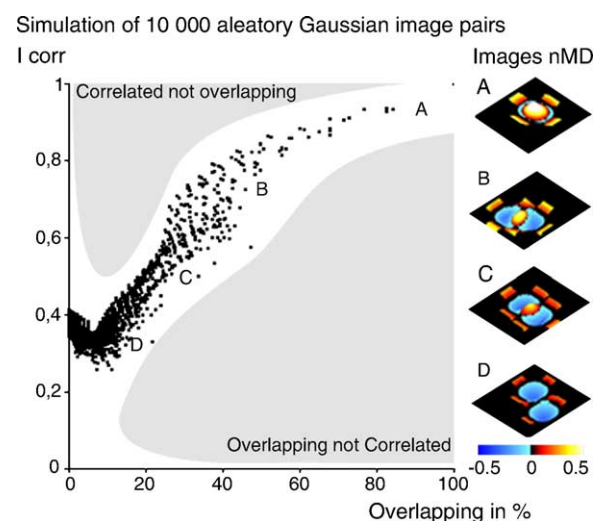 Simulation of 10 000 aleatory Gaussian image pairs
I corr
Images nMD
1
Correlated not overlapping
A
A
0,8
B
B
0,6
C
C
0,4
D
D
0,2
Overlapping not Correlated
0
0 20 40 60 80 100
-0.5 0 0.5
Overlapping in %